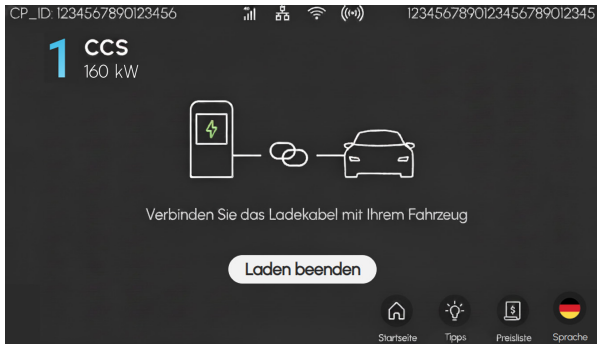 CP_ID: 1234567890123456 1234567890123456789012345
1 CCS
160 kW
Verbinden Sie das Ladekabel mit Ihrem Fahrzeug
Laden beenden
Startseite Tipps Preisliste Sprache